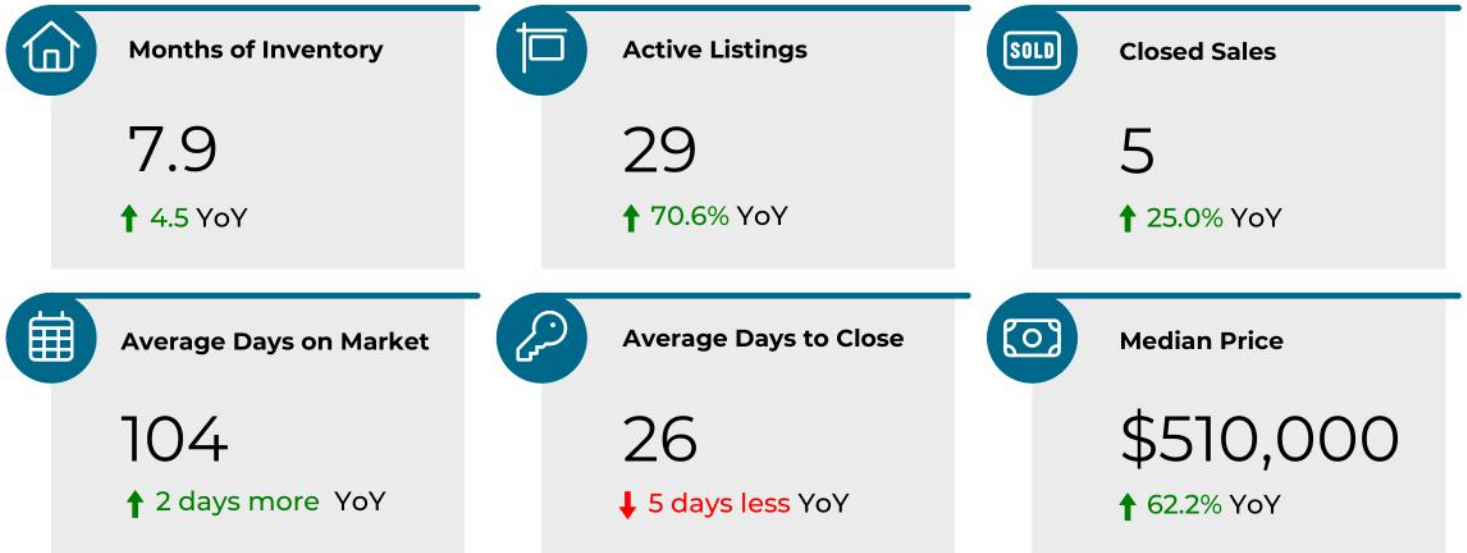 Months of Inventory
7.9
4.5 YoY
Active Listings
29
70.6% YoY
SOLD
Closed Sales
5
25.0% YoY
Average Days on Market
104
2 days more YoY
Average Days to Close
26
5 days less YoY
Median Price
$510,000
62.2% YoY